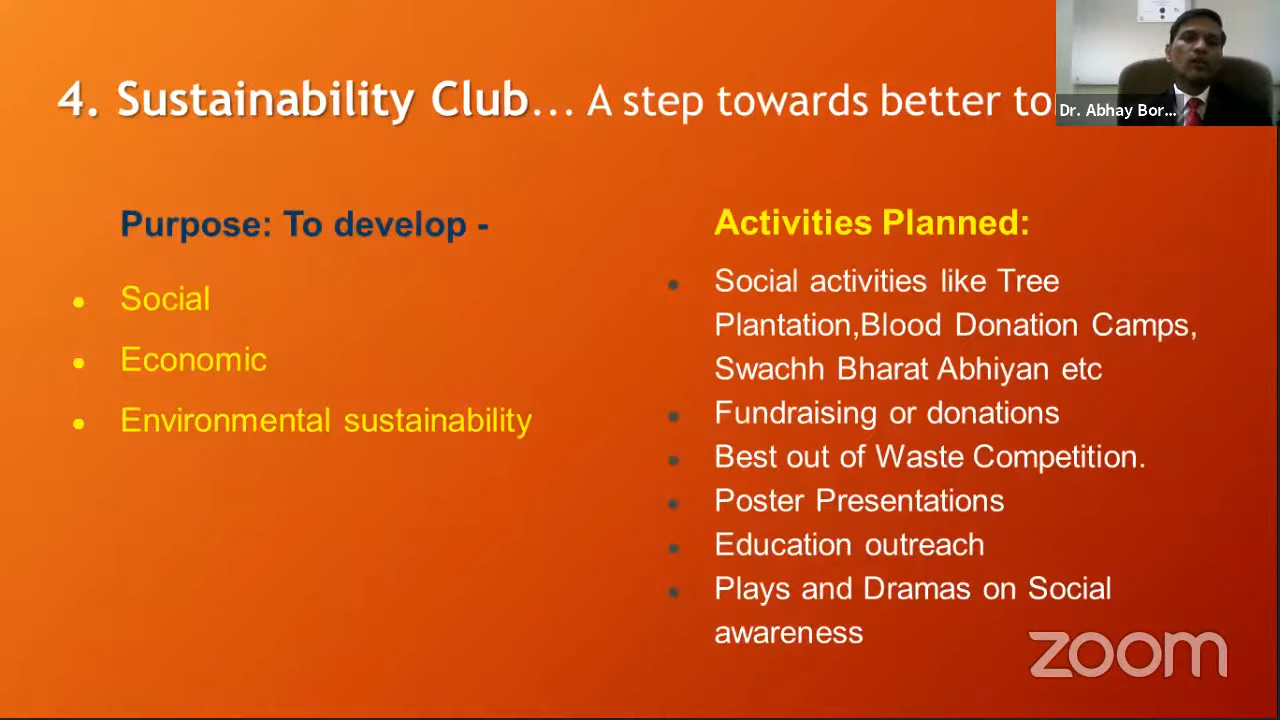 4. Sustainability Club... A step towards better
Dr. Abhay Bor...
Purpose: To develop -
Social
Economic
Environmental sustainability
Activities Planned:
Social activities like Tree
Plantation,Blood Donation Camps,
Swachh Bharat Abhiyan etc
Fundraising or donations
Best out of Waste Competition.
Poster Presentations
Education outreach
Plays and Dramas on Social
awareness
zoom